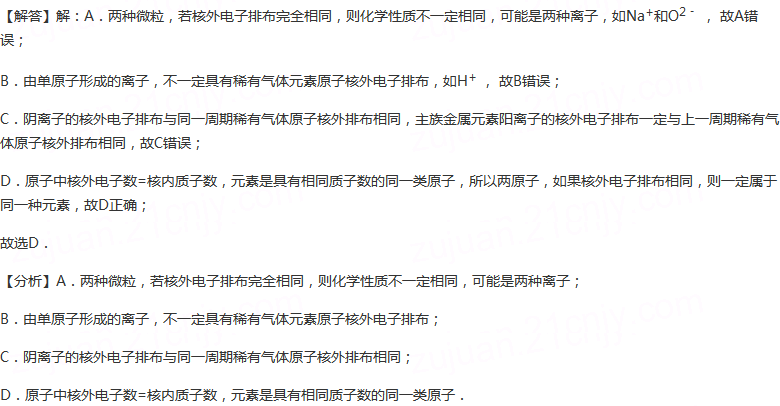 【解答】解：A．两种微粒，若核外电子排布完全相同，则化学性质不一定相同，可能是两种离子，如Na⁺和O²⁻ ，故A错
误；
B．由单原子形成的离子，不一定具有稀有气体元素原子核外电子排布，如H⁺ ，故B错误；
C．阴离子的核外电子排布与同一周期稀有气体原子核外排布相同，主族金属元素阳离子的核外电子排布一定与上一周期稀有气
体原子核外排布相同，故C错误；
D．原子中核外电子数=核内质子数，元素是具有相同质子数的同一类原子，所以两原子，如果核外电子排布相同，则一定属于
同一种元素，故D正确；
故选D．
【分析】A．两种微粒，若核外电子排布完全相同，则化学性质不一定相同，可能是两种离子；
B．由单原子形成的离子，不一定具有稀有气体元素原子核外电子排布；
C．阴离子的核外电子排布与同一周期稀有气体原子核外排布相同；
D．原子中核外电子数=核内质子数，元素是具有相同质子数的同一类原子．